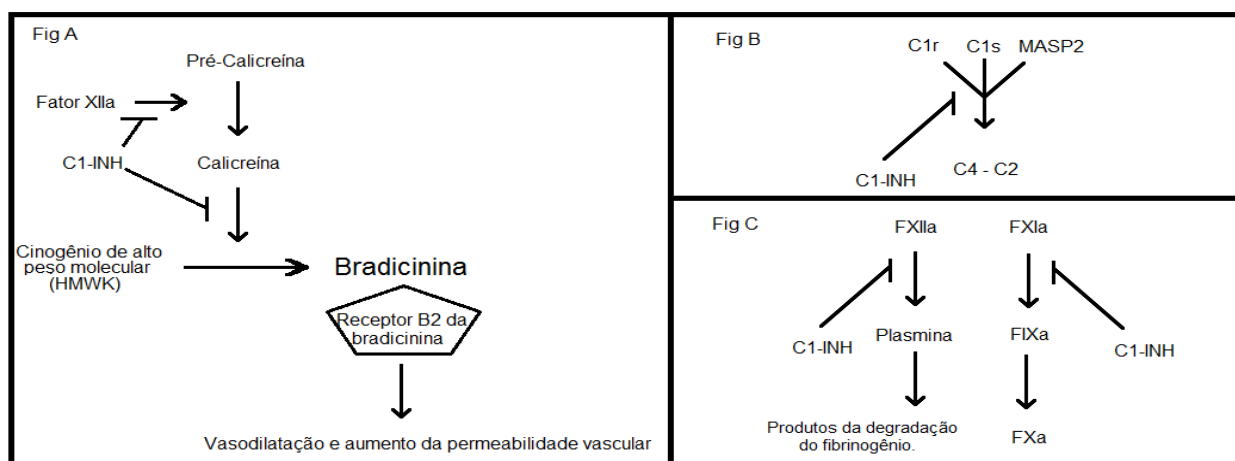 Fig A
Pré-Calicreína
Fator XIIa
C1-INH
Calicreína
Cinogênio de alto
peso molecular
(HMWK)
Bradicinina
Receptor B2 da
bradicinina
Vasodilatação e aumento da permeabilidade vascular
Fig B
C1r
C1s
MASP2
C1-INH
C4 - C2
Fig C
FXIIa
FXIa
C1-INH
Plasmina
FIXa
C1-INH
Produtos da degradação
do fibrinogênio.
FXa